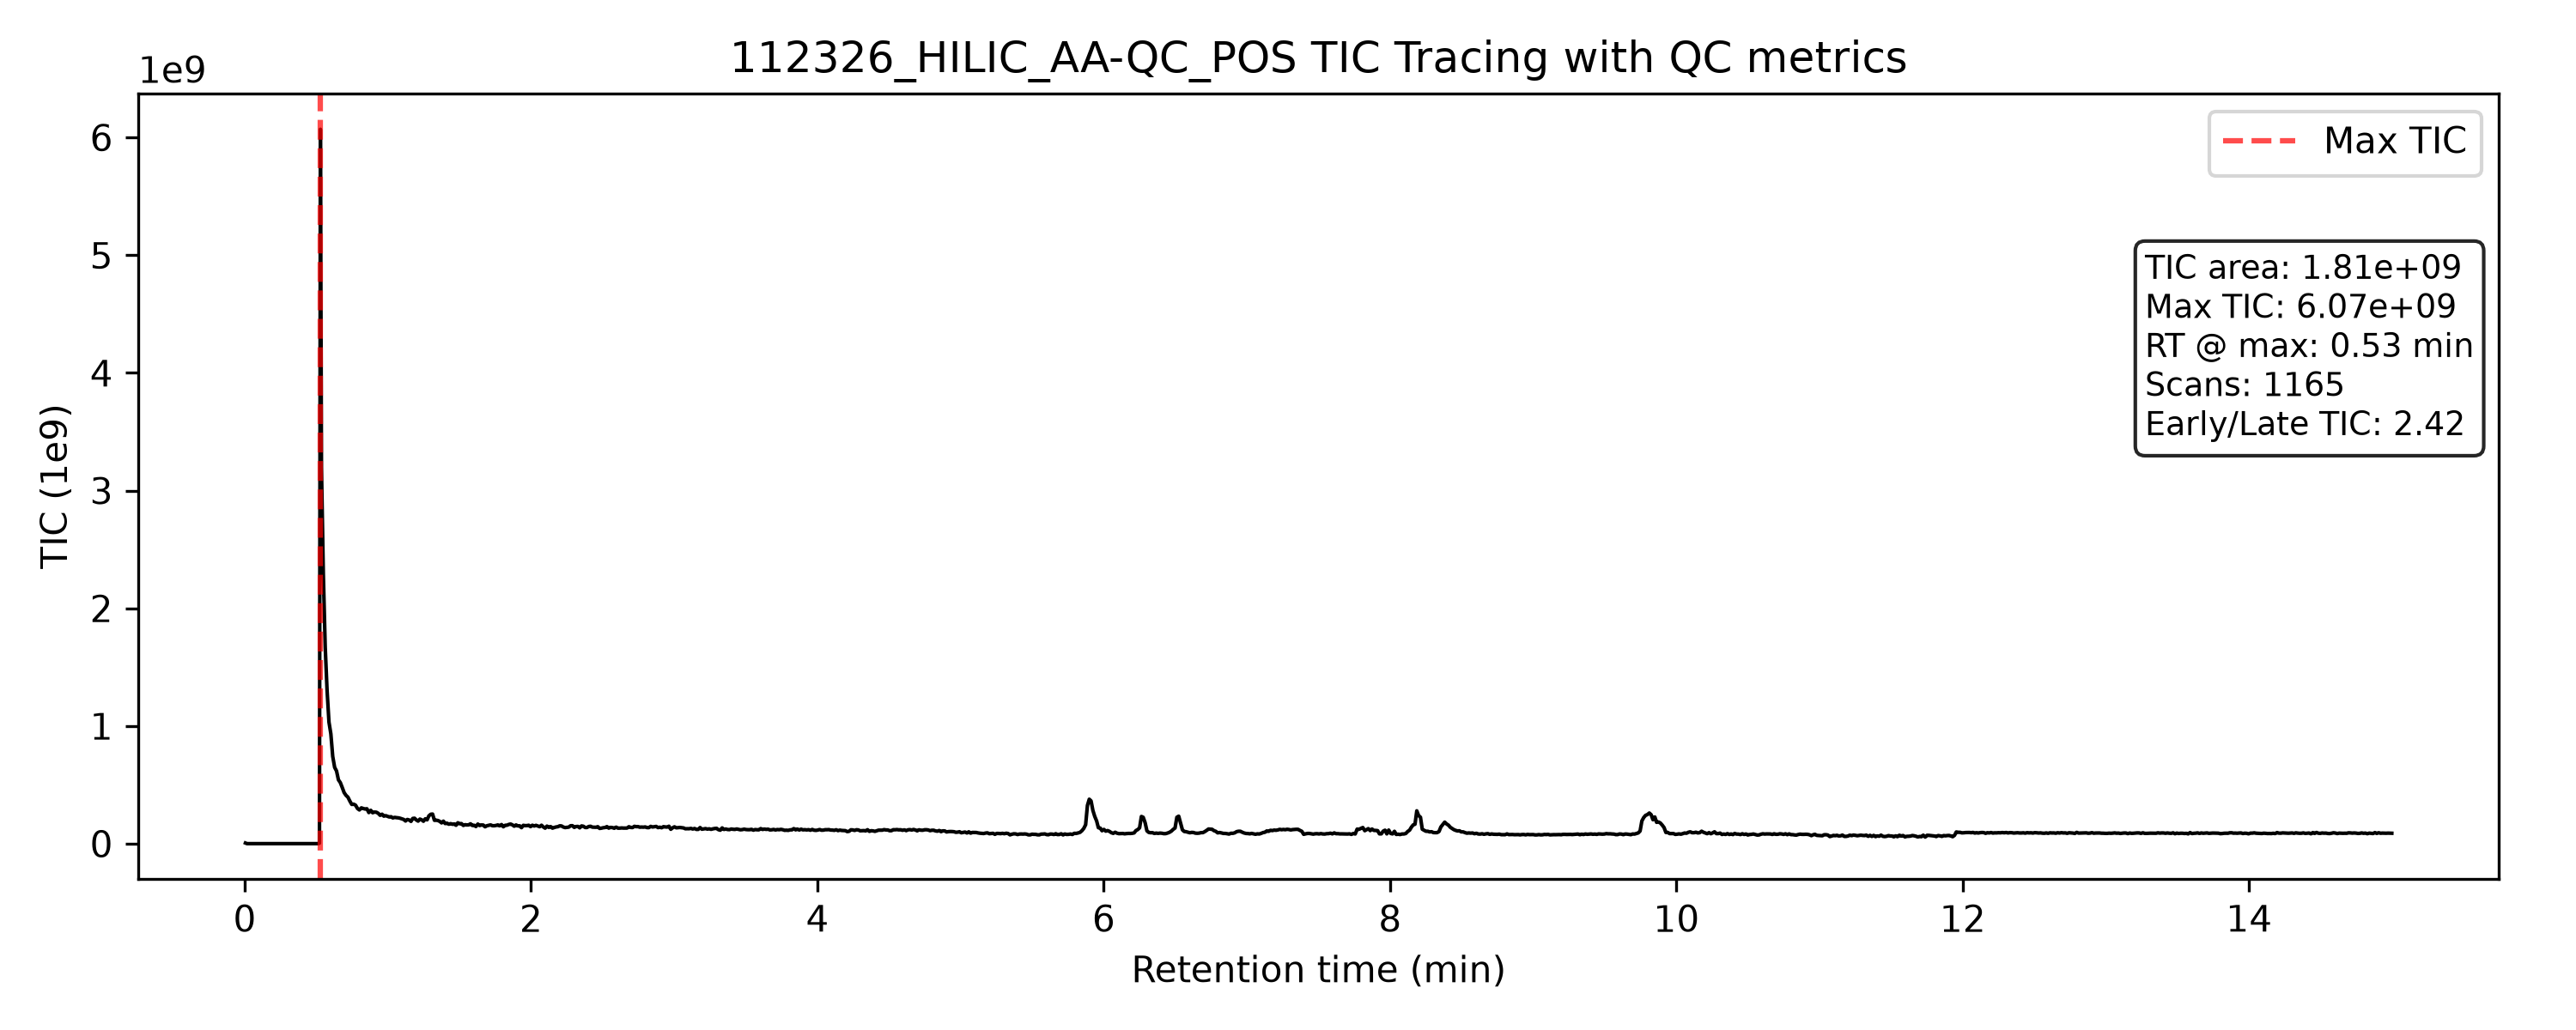 112326_HILIC_AA-QC_POS TIC Tracing with QC metrics
1e9
Max TIC
TIC area: 1.81e+09
Max TIC: 6.07e+09
RT @ max: 0.53 min
Scans: 1165
Early/Late TIC: 2.42
TIC (1e9)
6
5
4
3
2
1
0
0 2 4 6 8 10 12 14
Retention time (min)